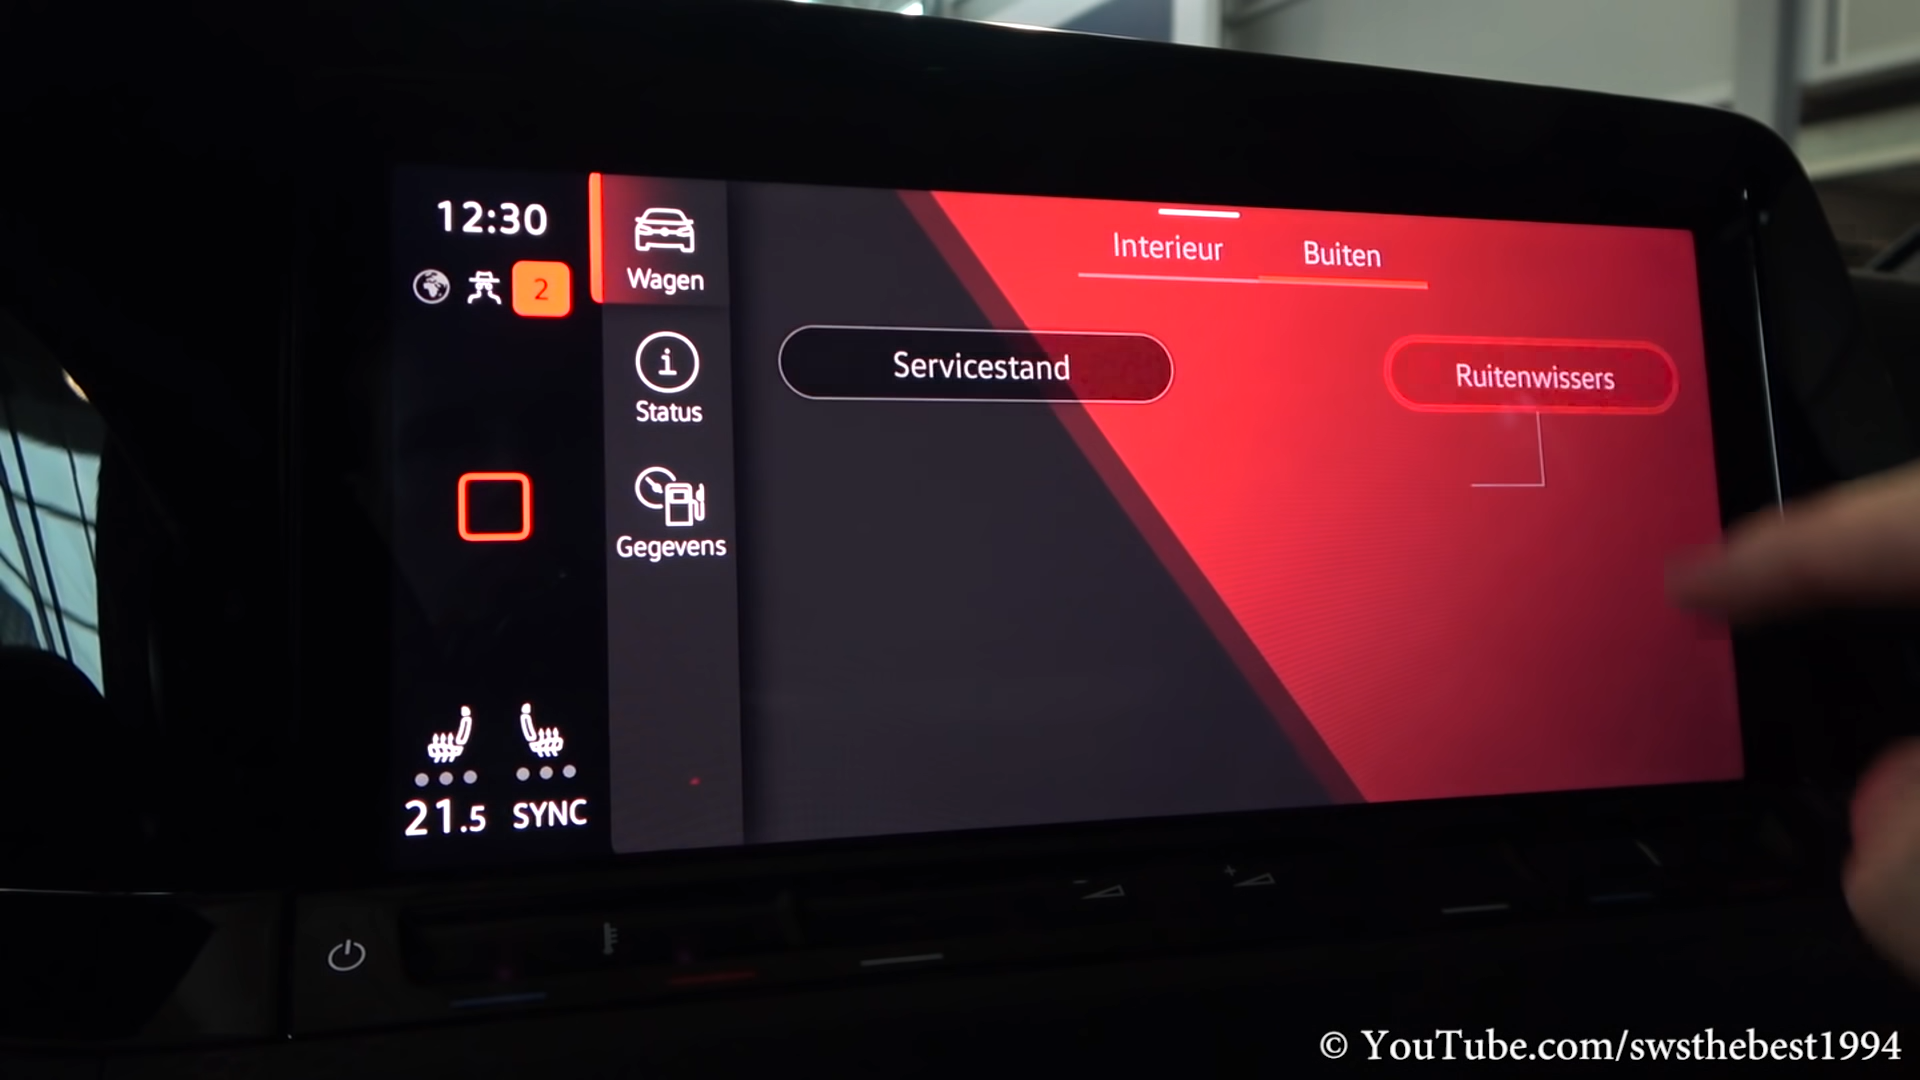 12:30
2
Wagen
Interieur
Buiten
Servicestand
Ruitenwissers
Status
Gegevens
21.5
SYNC
© YouTube.com/swsthebest1994